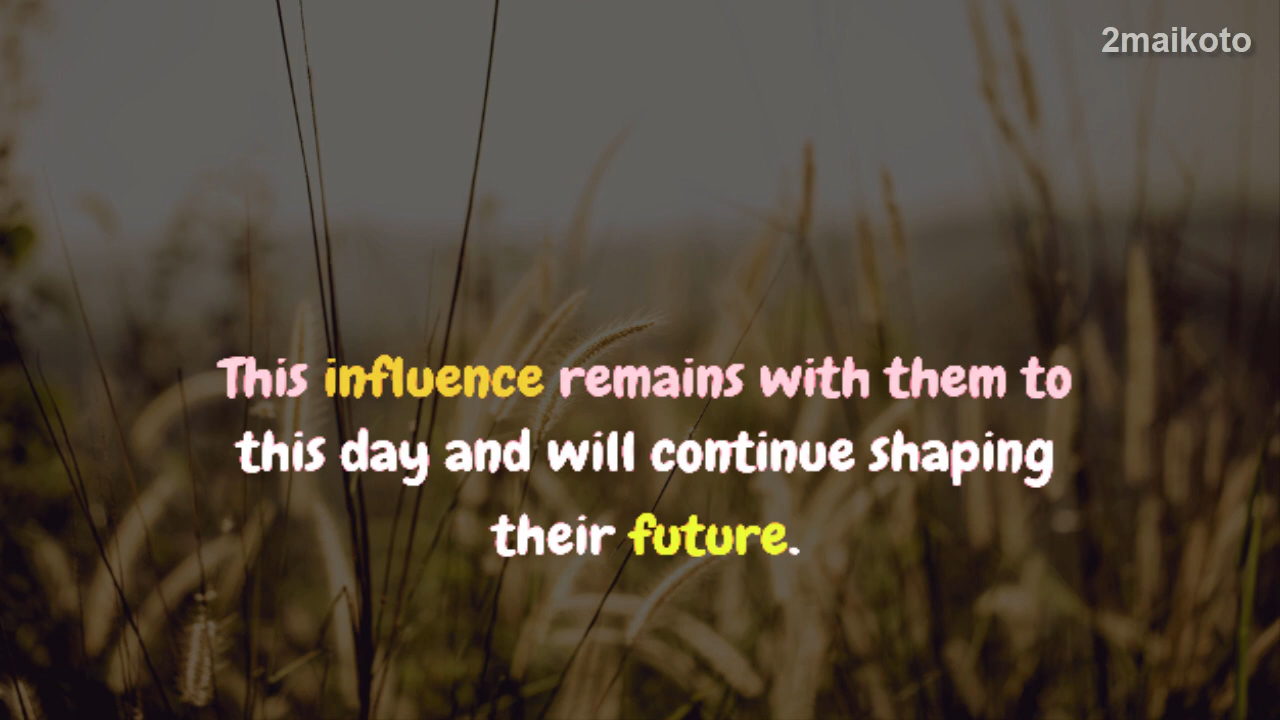 2maikoto
This influence remains with them to
this day and will continue shaping
their future.